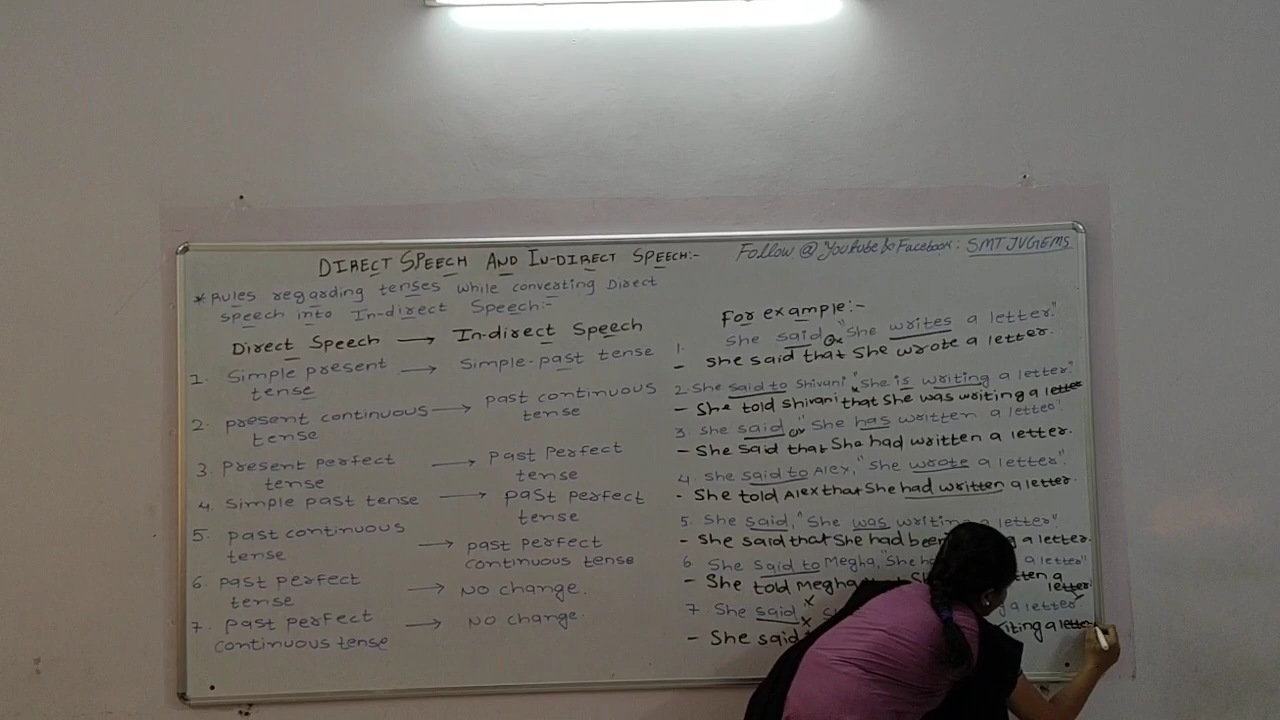 DIRECT SPEECH AND IN-DIRECT SPEECH:-
Follow @ Youtube & Facebook: SMT JVGEMS
* Rules regarding tenses while converting Direct
speech into In-direct Speech:-
Direct Speech → In-direct Speech
1. Simple present → Simple-past tense
tense
2. present continuous → past continuous
tense tense
3. Present perfect → Past Perfect
tense tense
4. Simple past tense → past perfect
tense
5. past continuous → past perfect
tense continuous tense
6. past perfect → No change.
tense
7. past perfect → No change.
continuous tense
For example:-
1. She said, "She writes a letter."
- She said that She wrote a letter.
2. She said to Shivani, "She is writing a letter."
- She told Shivani that She was writing a letter
3. She said, "She has written a letter."
- She Said that She had written a letter.
4. She said to Alex, "She wrote a letter".
- She told Alex that She had written a letter.
5. She said, "She was writing a letter".
- She said that She had been a letter.
6. She said to Megha, "She a letter"
- She told Megha a
letter.
7. She said a letter"
- She said a letter